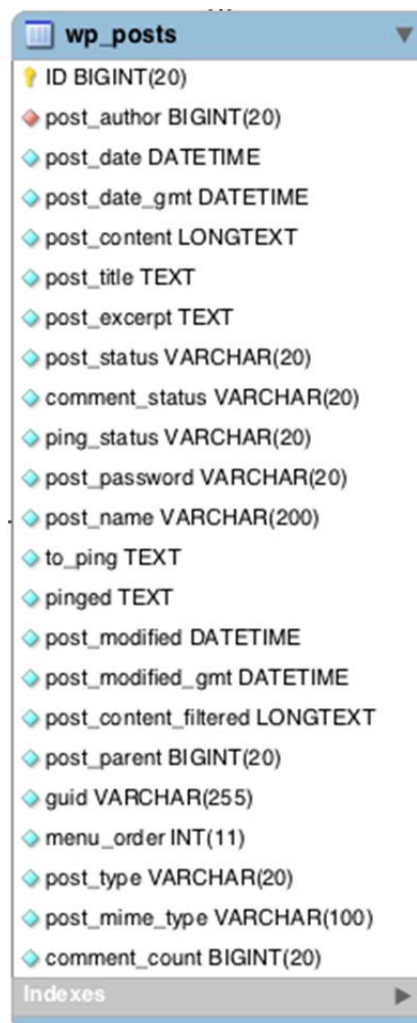 wp_posts
ID BIGINT(20)
post_author BIGINT(20)
post_date DATETIME
post_date_gmt DATETIME
post_content LONGTEXT
post_title TEXT
post_excerpt TEXT
post_status VARCHAR(20)
comment_status VARCHAR(20)
ping_status VARCHAR(20)
post_password VARCHAR(20)
post_name VARCHAR(200)
to_ping TEXT
pinged TEXT
post_modified DATETIME
post_modified_gmt DATETIME
post_content_filtered LONGTEXT
post_parent BIGINT(20)
guid VARCHAR(255)
menu_order INT(11)
post_type VARCHAR(20)
post_mime_type VARCHAR(100)
comment_count BIGINT(20)
Indexes